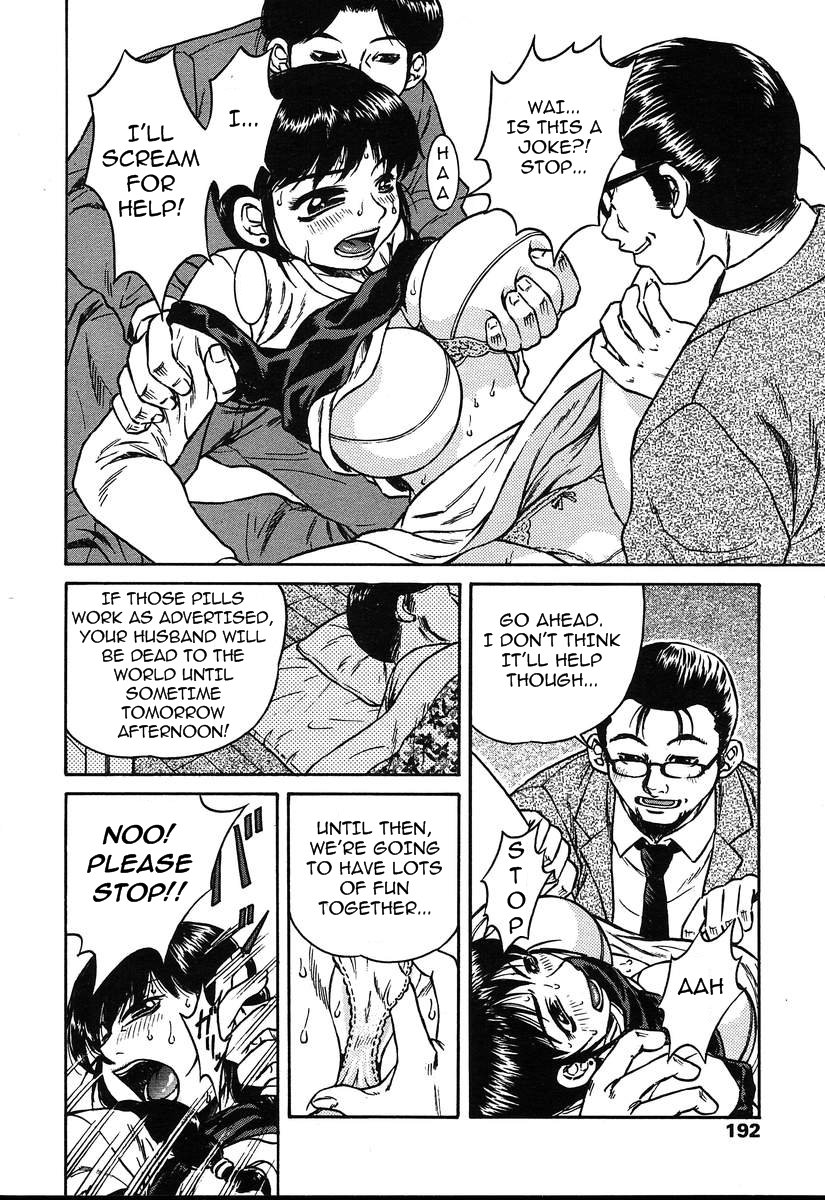 WAI...
IS THIS A
JOKE?!
STOP...
HAA
I...
I'LL
SCREAM
FOR
HELP!
GO AHEAD.
I DON'T THINK
IT'LL HELP
THOUGH...
STOP
AAH
IF THOSE PILLS
WORK AS ADVERTISED,
YOUR HUSBAND WILL
BE DEAD TO THE
WORLD UNTIL
SOMETIME
TOMORROW
AFTERNOON!
UNTIL THEN,
WE'RE GOING
TO HAVE LOTS
OF FUN
TOGETHER...
NOO!
PLEASE
STOP!!
192